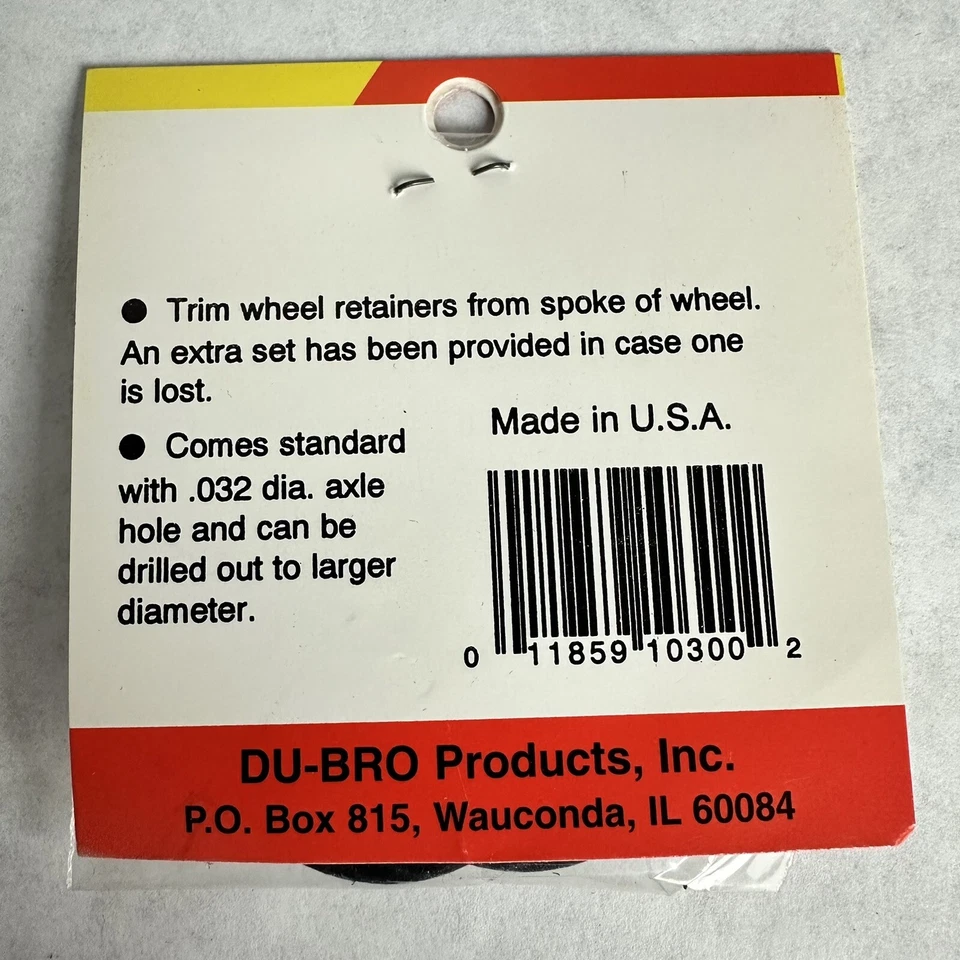 ● Trim wheel retainers from spoke of wheel.
An extra set has been provided in case one
is lost.
● Comes standard
with .032 dia. axle
hole and can be
drilled out to larger
diameter.
Made in U.S.A.
0 11859 10300 2
DU-BRO Products, Inc.
P.O. Box 815, Wauconda, IL 60084